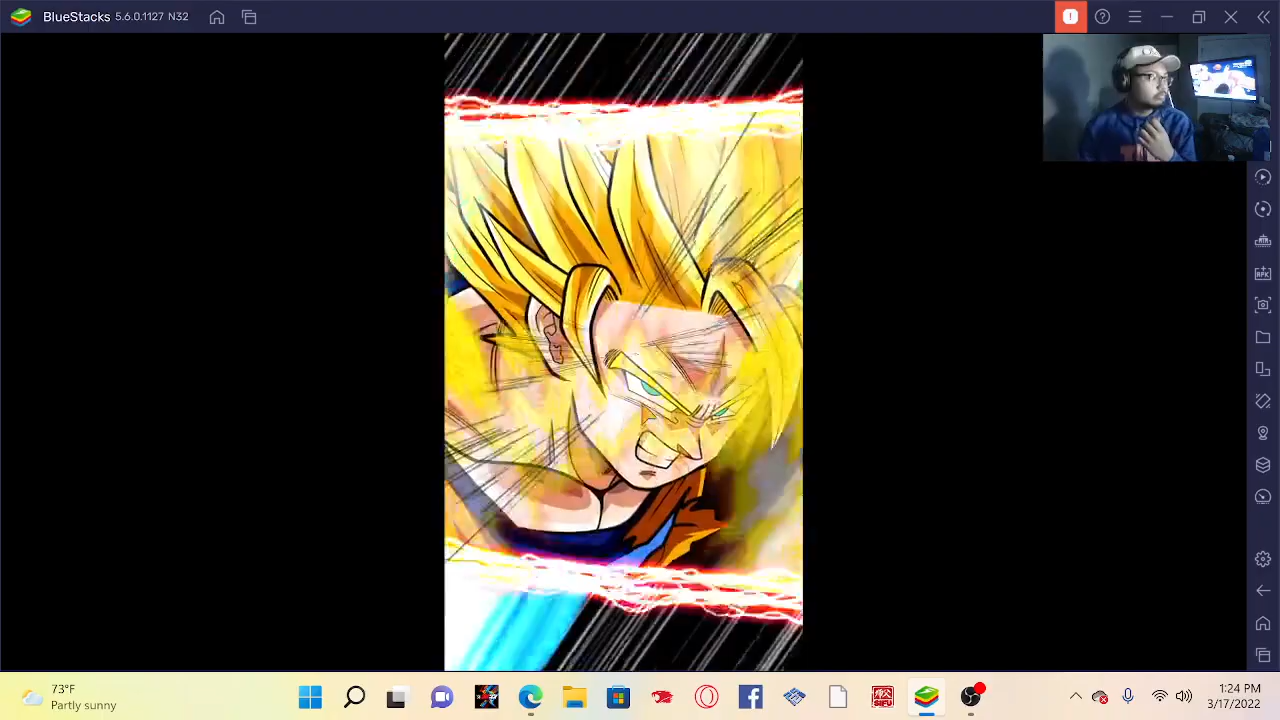 BlueStacks 5.6.0.1127 N32
73°F
Partly sunny
1:24 PM
3/17/2022